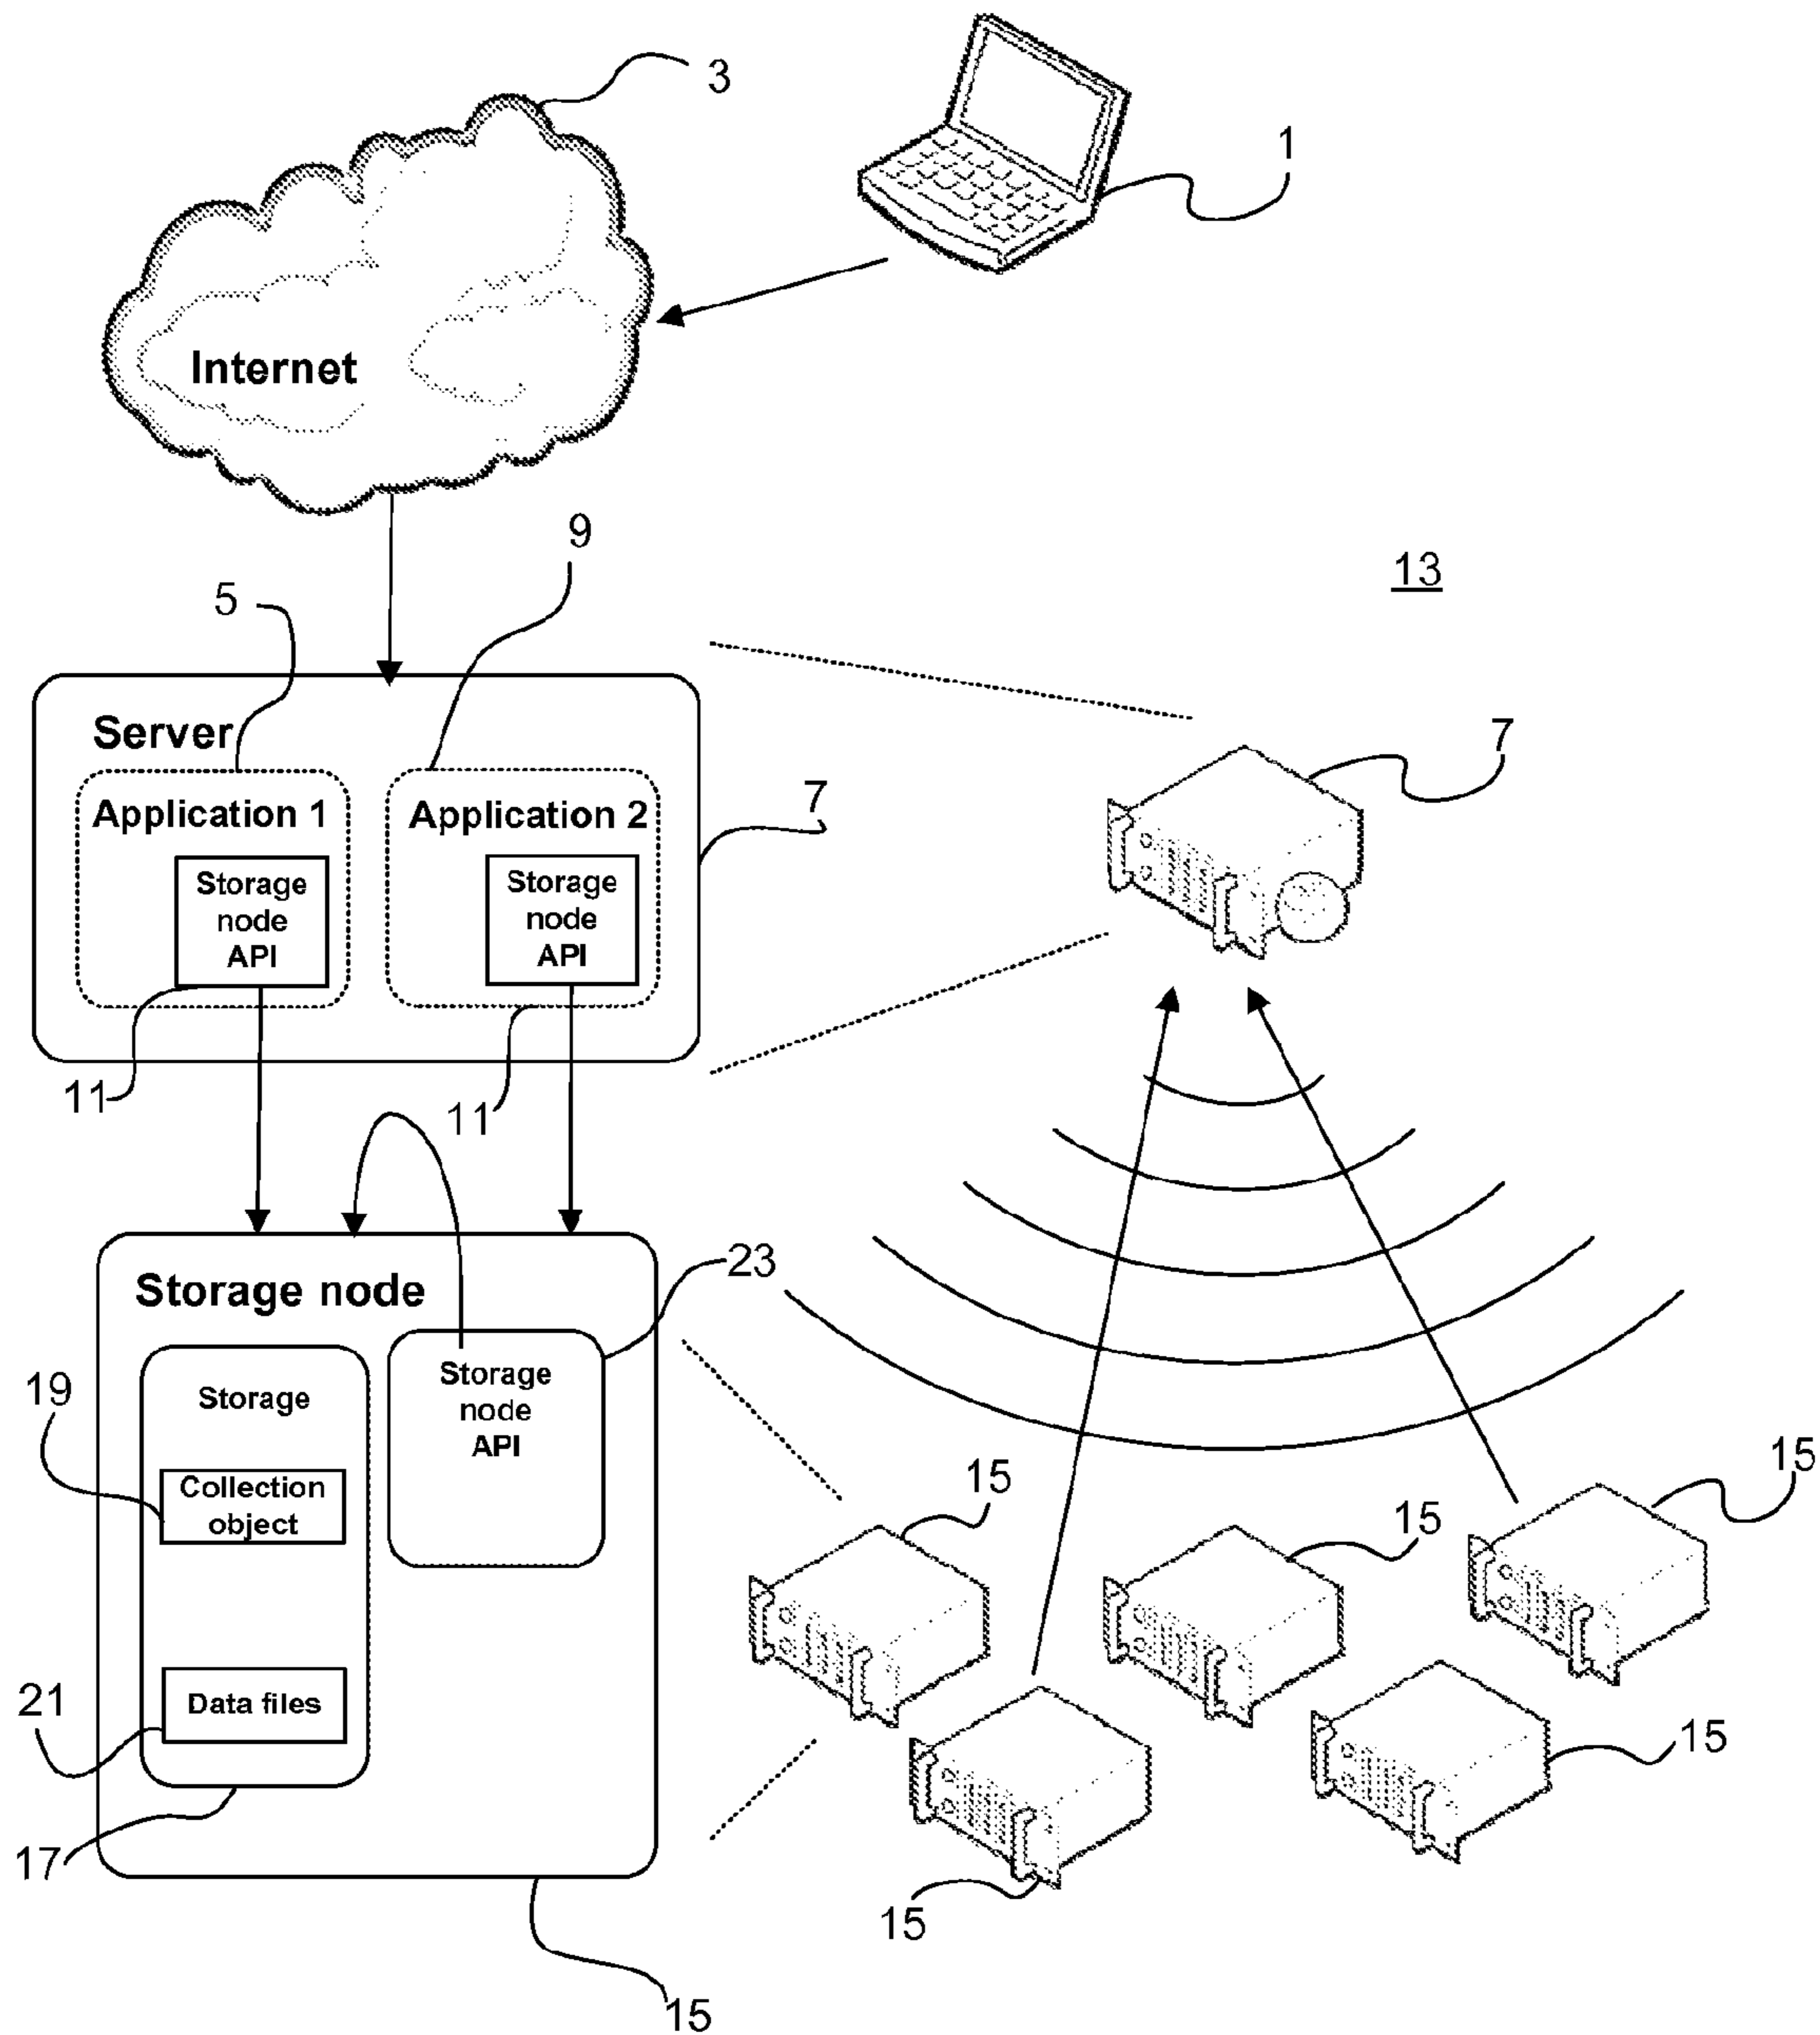 3
1
Internet
9
13
5
Server
7
7
Application 1
Application 2
Storage
node
API
Storage
node
API
11
11
23
Storage node
Storage
node
API
19
Storage
Collection
object
15
15
15
21
Data files
15
17
15
15